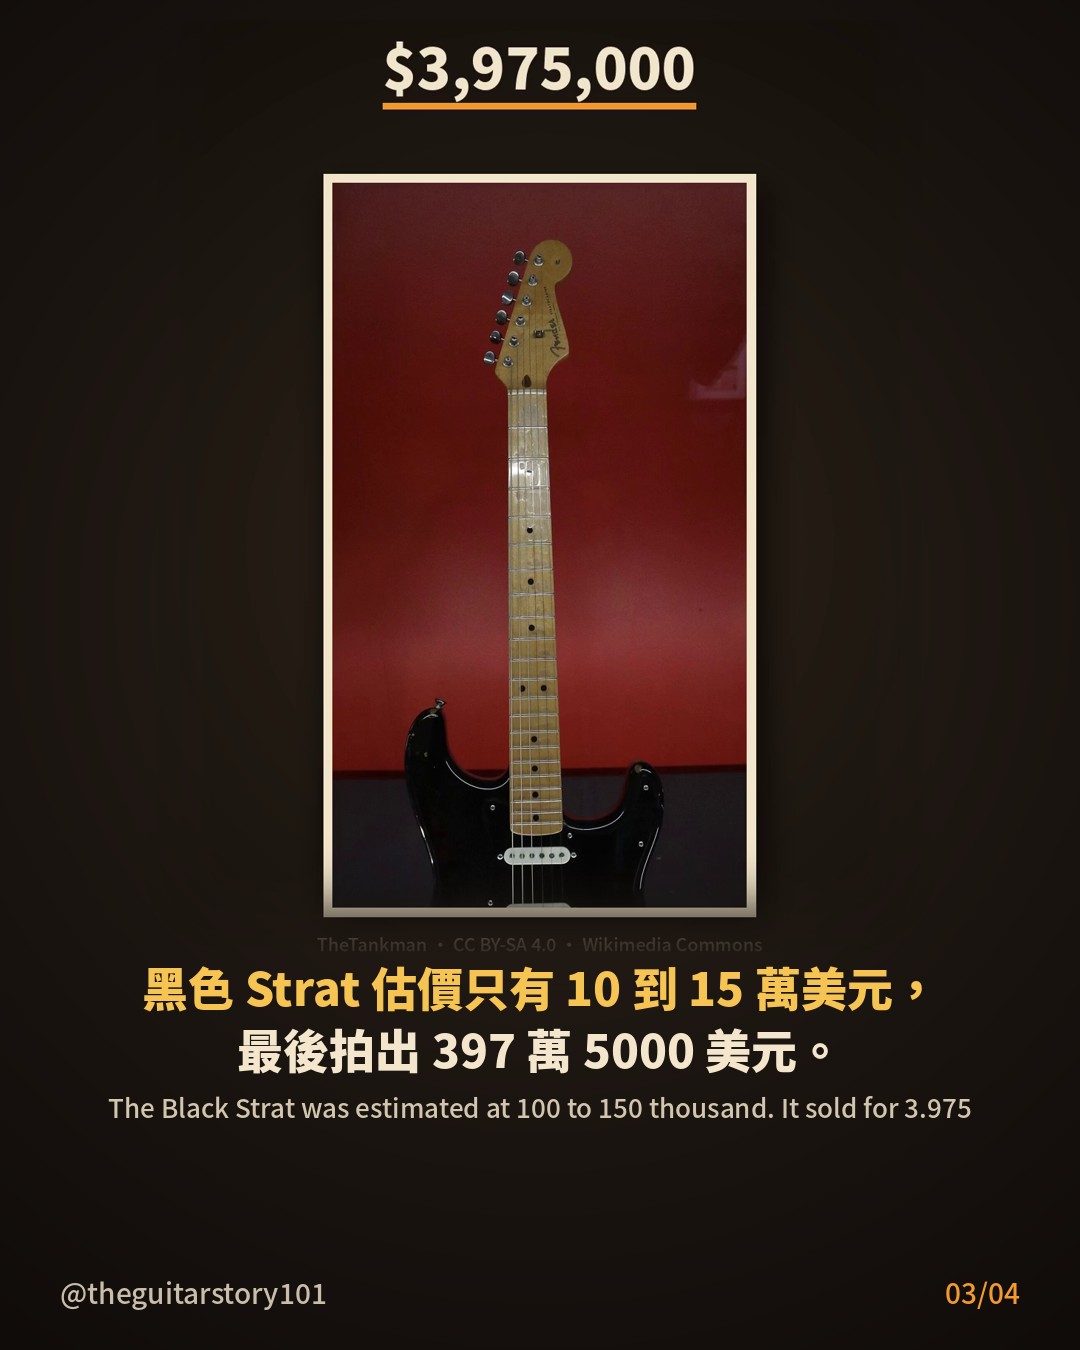 $3,975,000
Fender
TheTankman • CC BY-SA 4.0 • Wikimedia Commons
黑色 Strat 估價只有 10 到 15 萬美元，
最後拍出 397 萬 5000 美元。
The Black Strat was estimated at 100 to 150 thousand. It sold for 3.975
@theguitarstory101
03/04